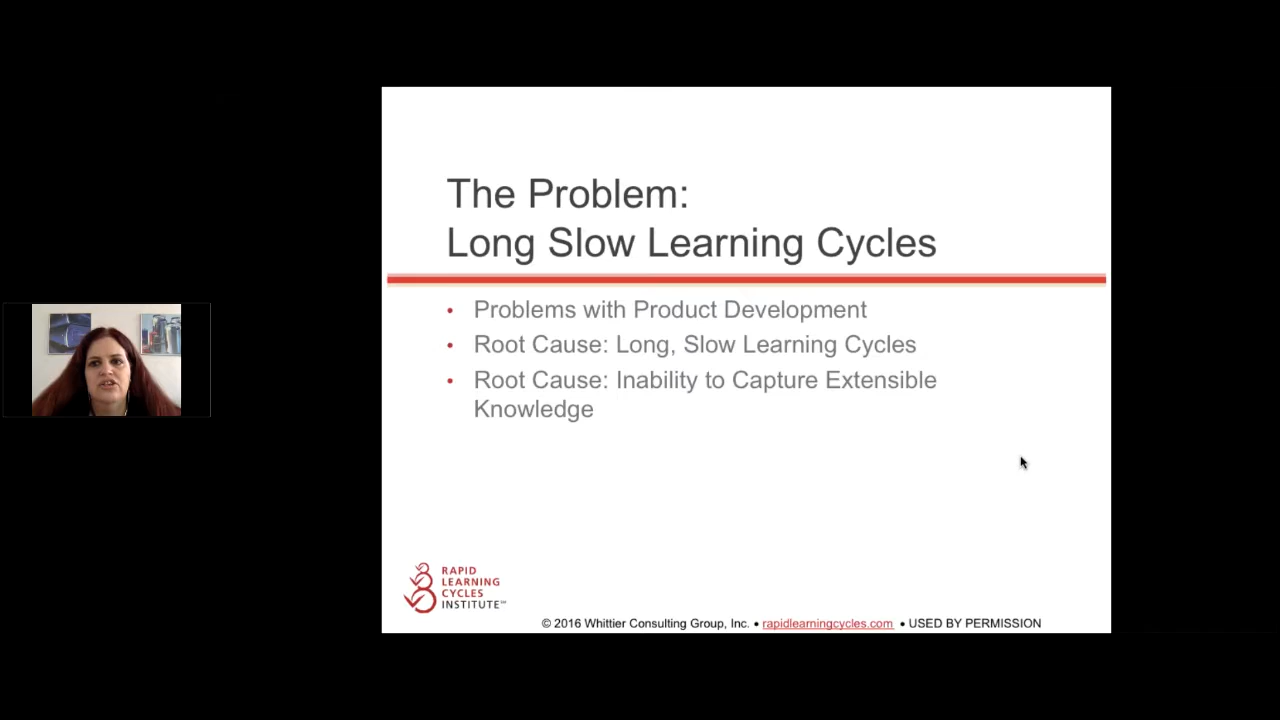 The Problem:
Long Slow Learning Cycles
• Problems with Product Development
• Root Cause: Long, Slow Learning Cycles
• Root Cause: Inability to Capture Extensible
Knowledge
RAPID
LEARNING
CYCLES
INSTITUTE℠
© 2016 Whittier Consulting Group, Inc. • rapidlearningcycles.com • USED BY PERMISSION